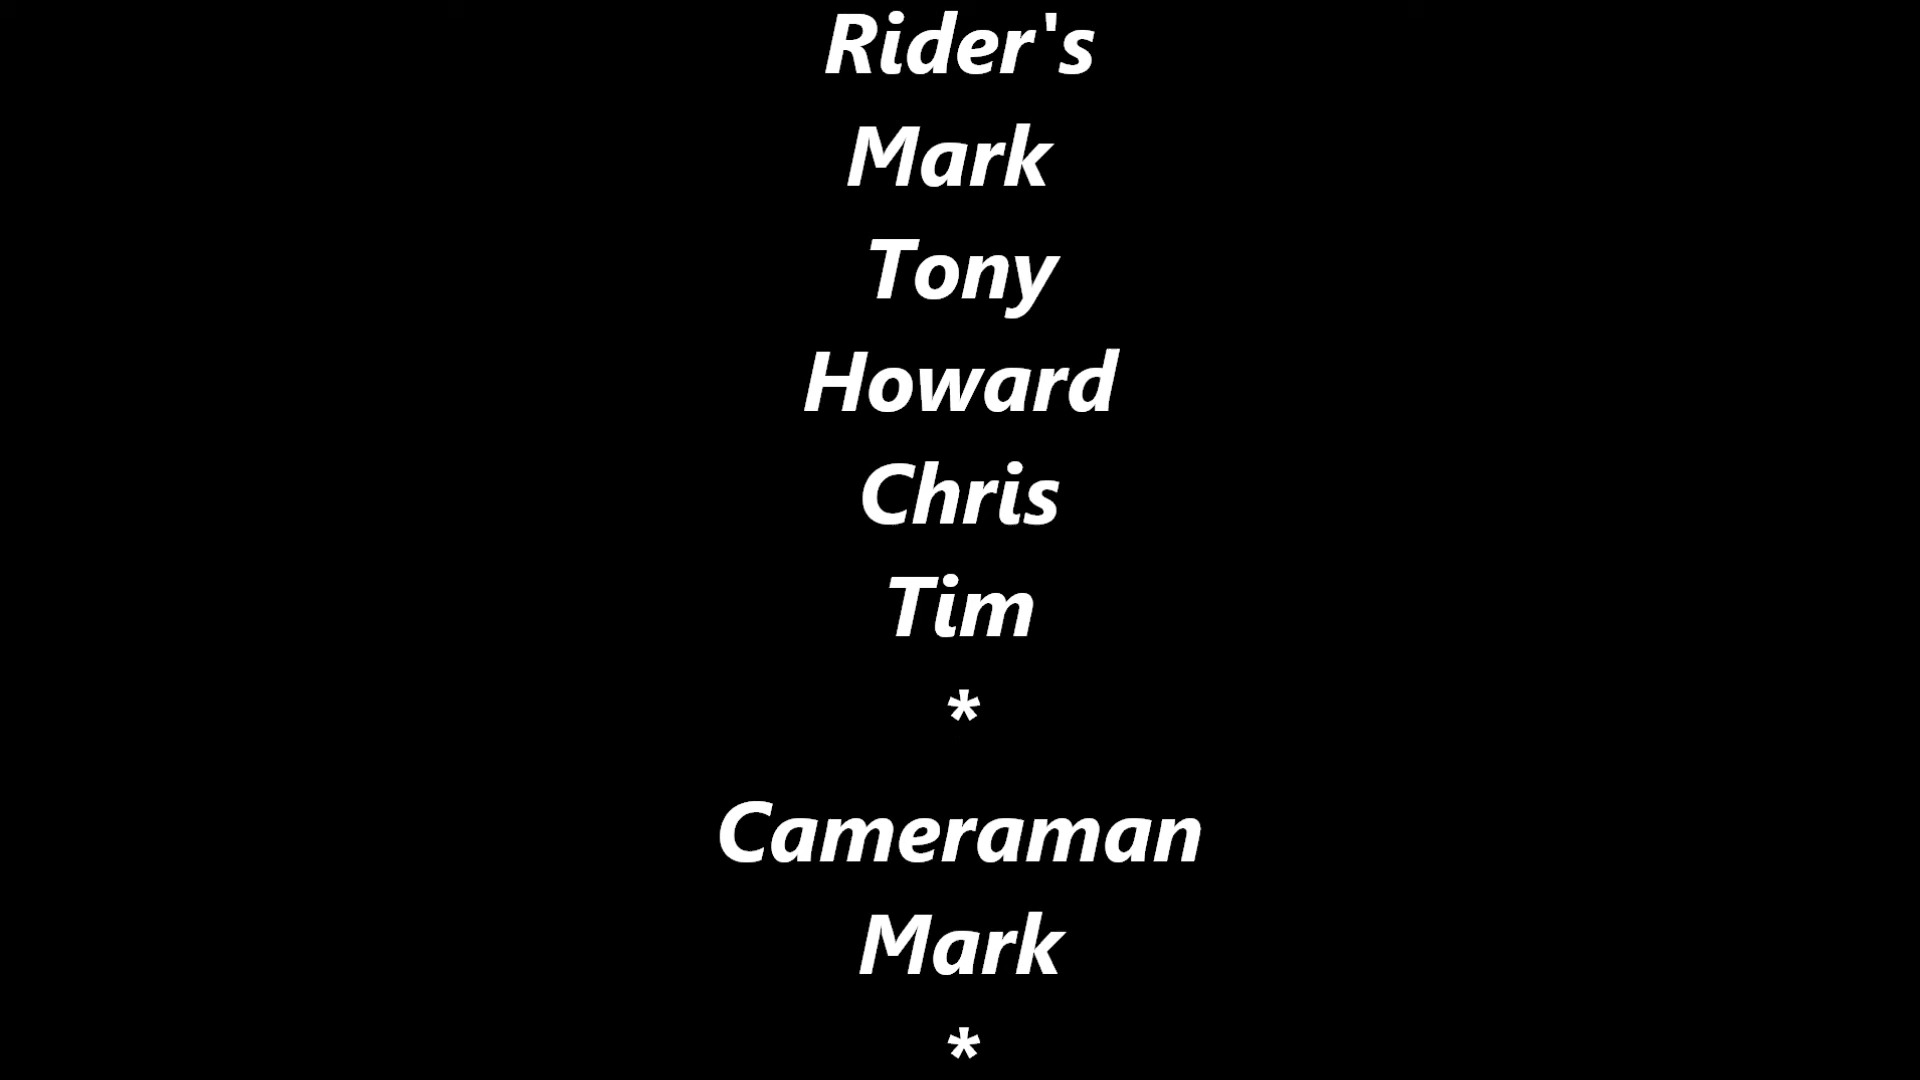 Rider's
Mark
Tony
Howard
Chris
Tim
*
Cameraman
Mark
*